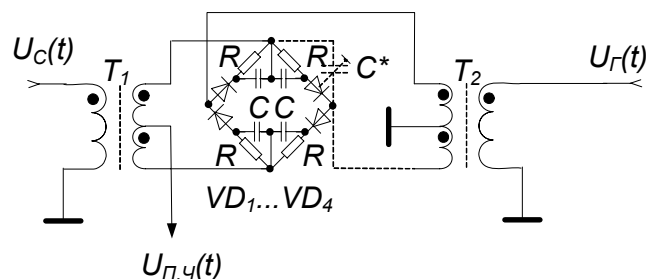 U_C(t)
T_1
R
R
C*
T_2
U_Г(t)
C C
R
R
VD_1...VD_4
U_П,Ч(t)